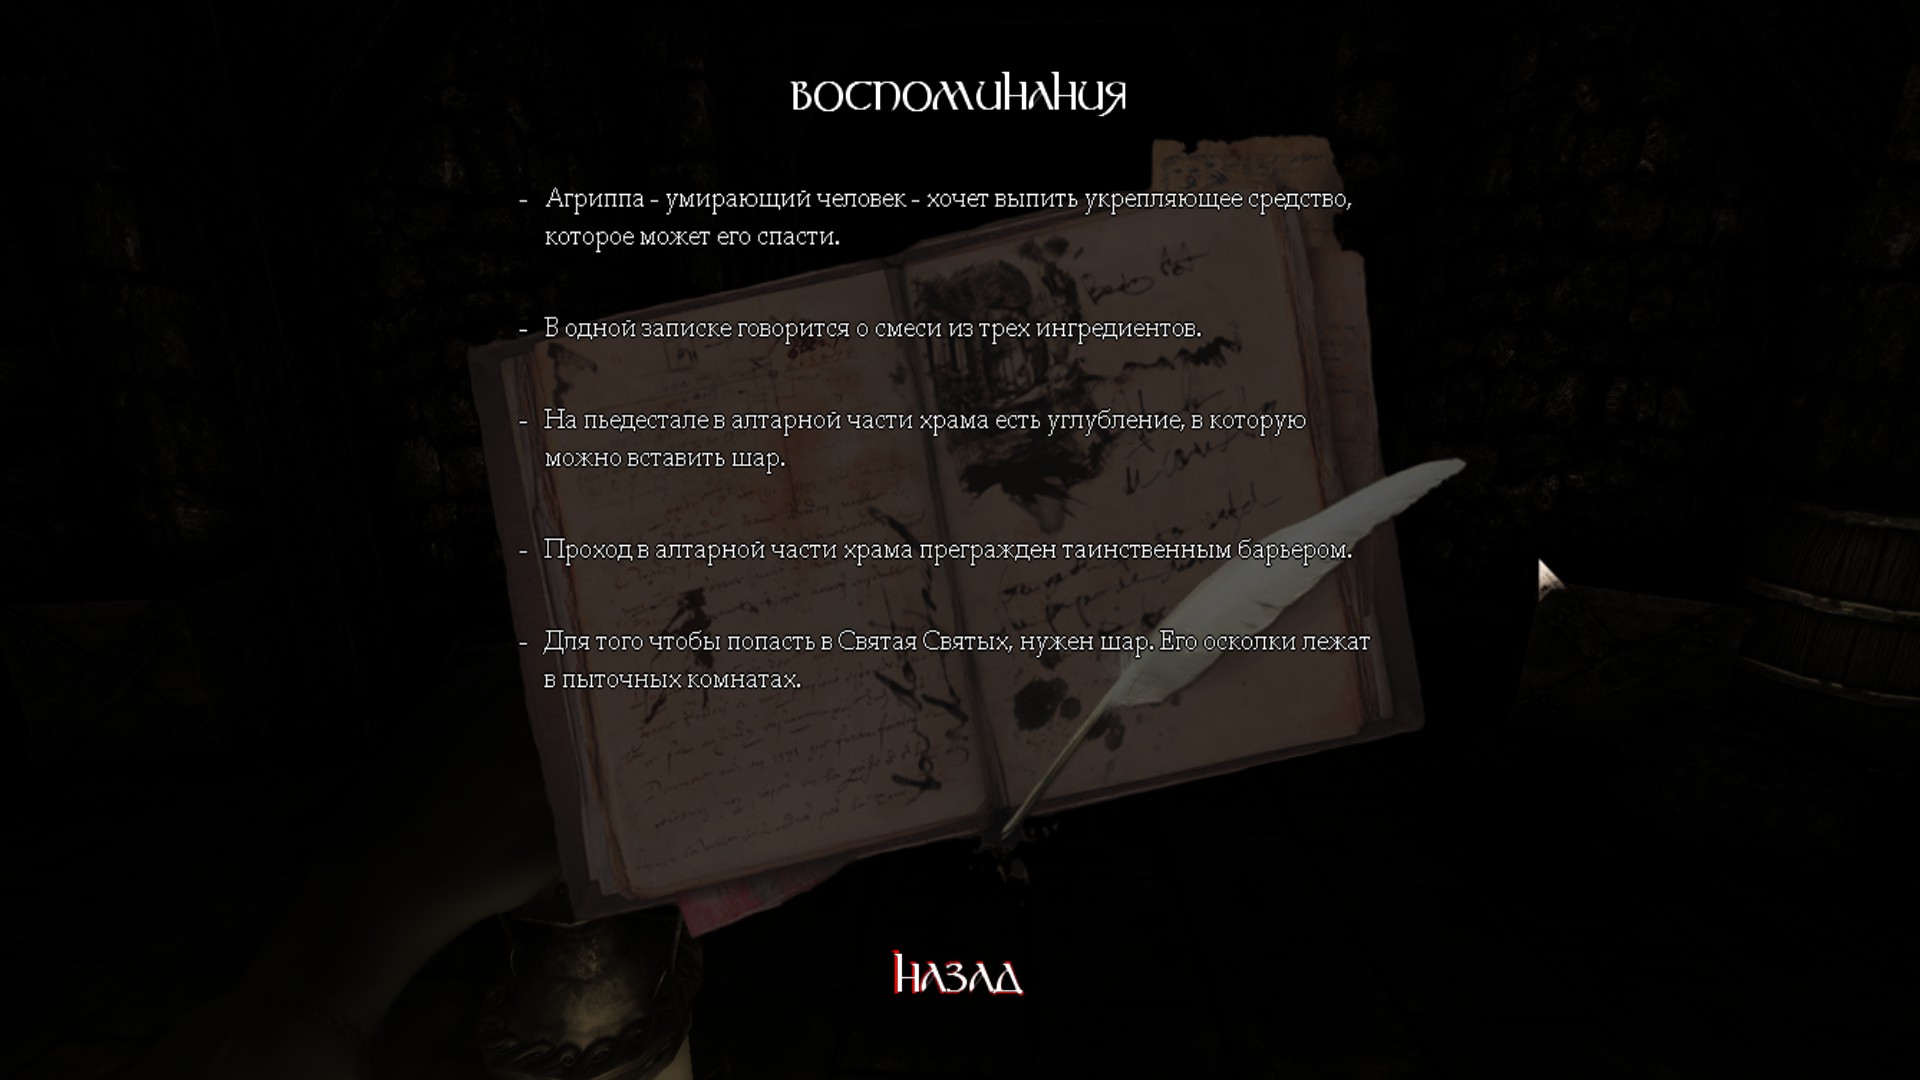 Воспоминания
- Агриппа - умирающий человек - хочет выпить укрепляющее средство,
которое может его спасти.
- В одной записке говорится о смеси из трех ингредиентов.
- На пьедестале в алтарной части храма есть углубление, в которую
можно вставить шар.
- Проход в алтарной части храма прегражден таинственным барьером.
- Для того чтобы попасть в Святая Святых, нужен шар. Его осколки лежат
в пыточных комнатах.
Назад